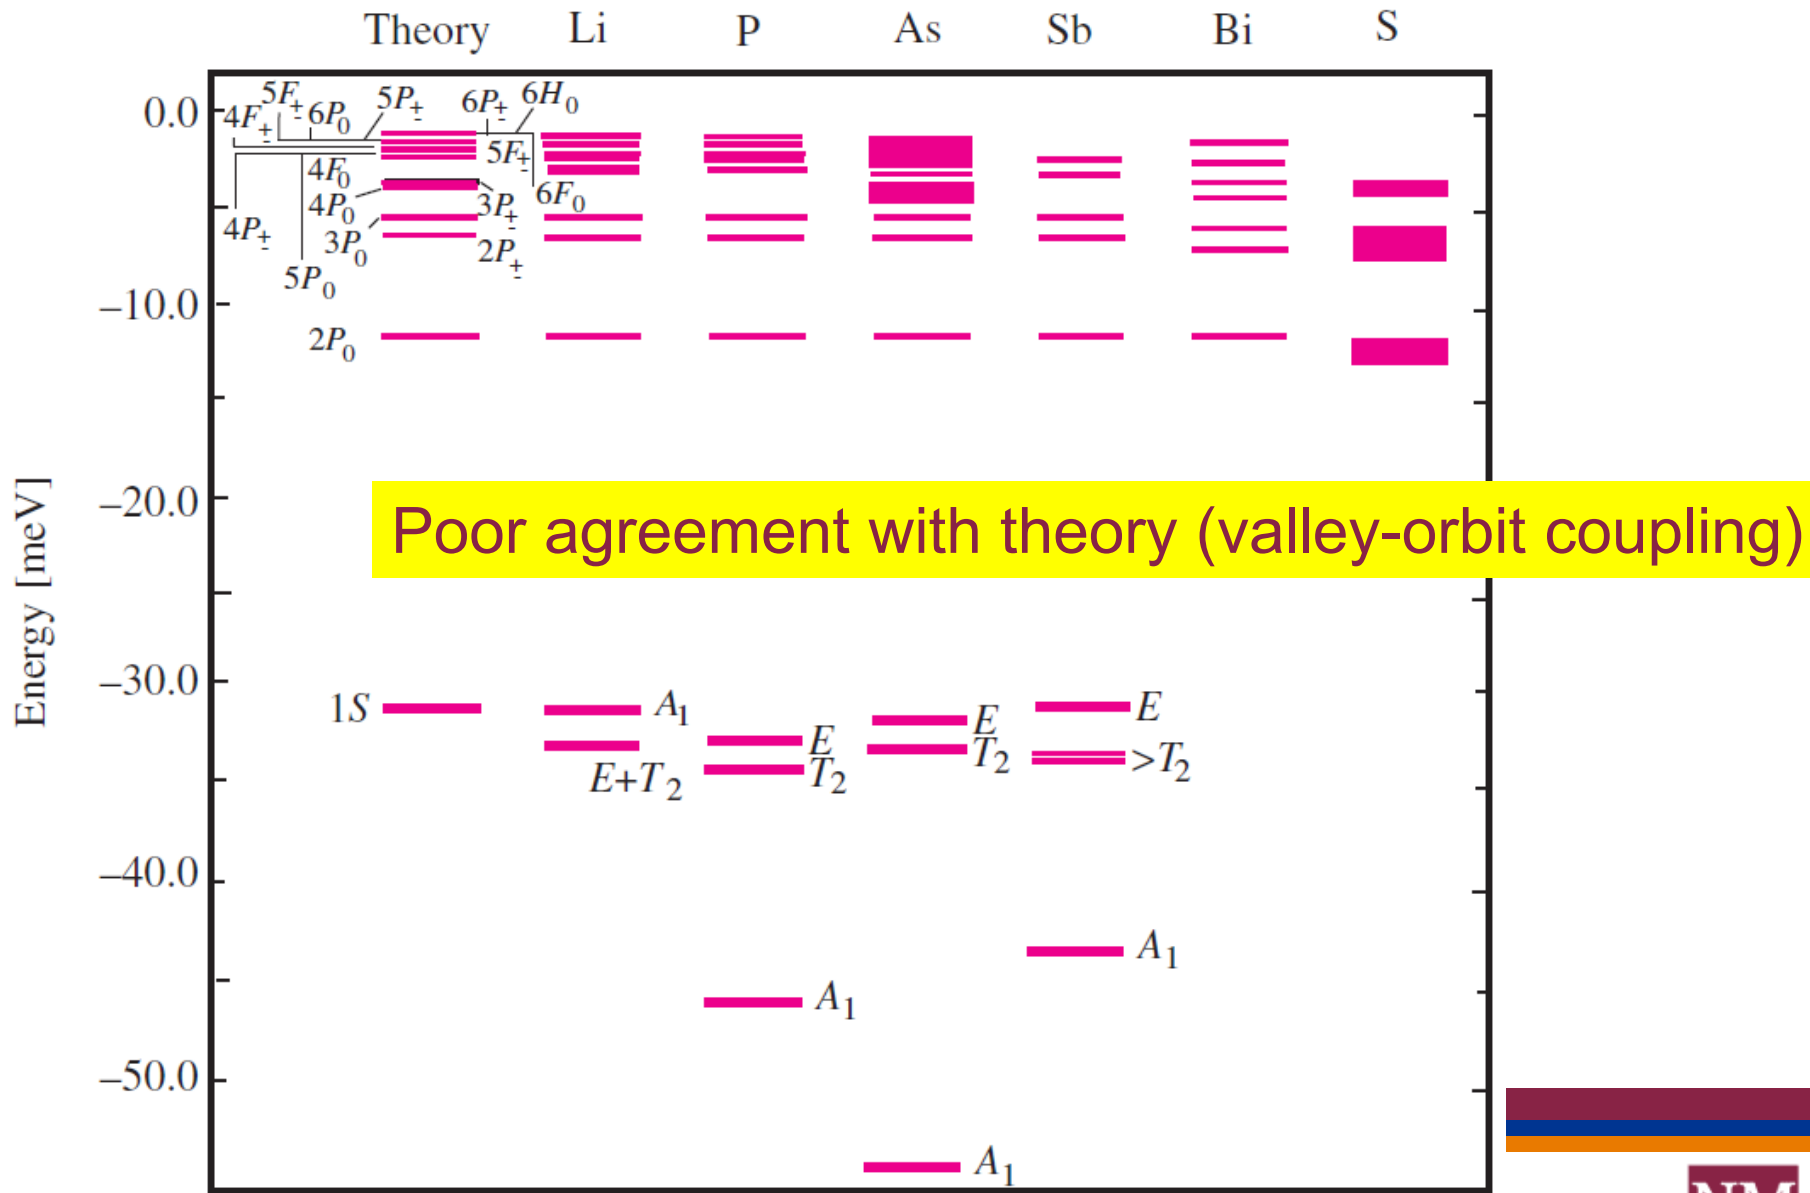 Theory Li P As Sb Bi S
0.0
5F± 6P0 5P± 6P± 6H0
4F±
5F±
4F0
4P0 3P± 6F0
4P± 3P0 2P±
5P0
–10.0
2P0
–20.0
Poor agreement with theory (valley-orbit coupling)
Energy [meV]
–30.0
1S A1 E
E E
T2 T2 >T2
E+T2
–40.0
A1
A1
–50.0
A1
NM